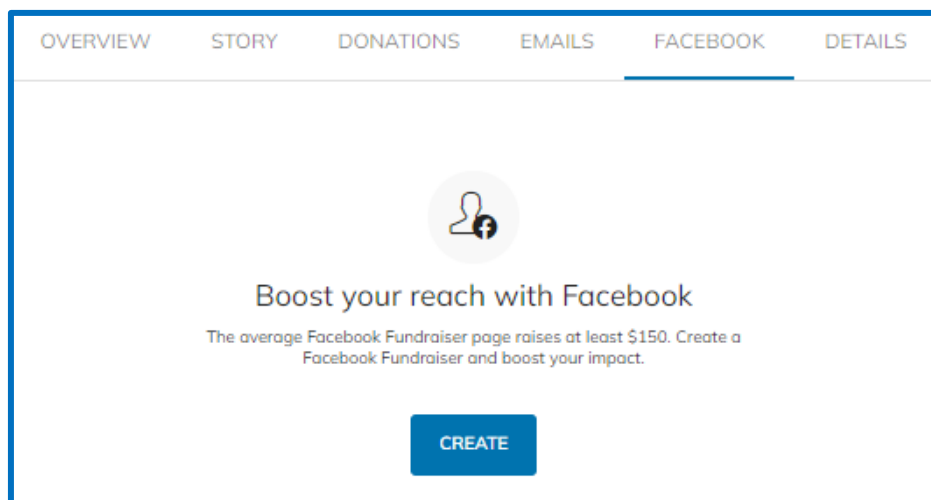 OVERVIEW STORY DONATIONS EMAILS FACEBOOK DETAILS
Boost your reach with Facebook
The average Facebook Fundraiser page raises at least $150. Create a
Facebook Fundraiser and boost your impact.
CREATE